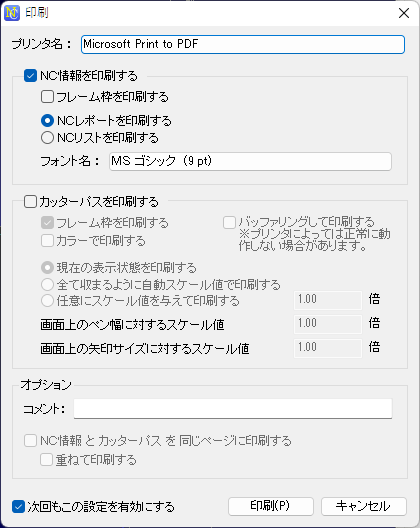 印刷
プリンタ名： Microsoft Print to PDF
NC情報を印刷する
フレーム枠を印刷する
NCレポートを印刷する
NCリストを印刷する
フォント名： ＭＳ ゴシック（9 pt）
カッターパスを印刷する
フレーム枠を印刷する
バッファリングして印刷する
カラーで印刷する
※プリンタによっては正常に動
作しない場合があります。
現在の表示状態を印刷する
全て収まるように自動スケール値で印刷する
任意にスケール値を与えて印刷する 1.00 倍
画面上のペン幅に対するスケール値 1.00 倍
画面上の矢印サイズに対するスケール値 1.00 倍
オプション
コメント：
NC情報 と カッターパス を 同じページに印刷する
重ねて印刷する
次回もこの設定を有効にする 印刷(P) キャンセル